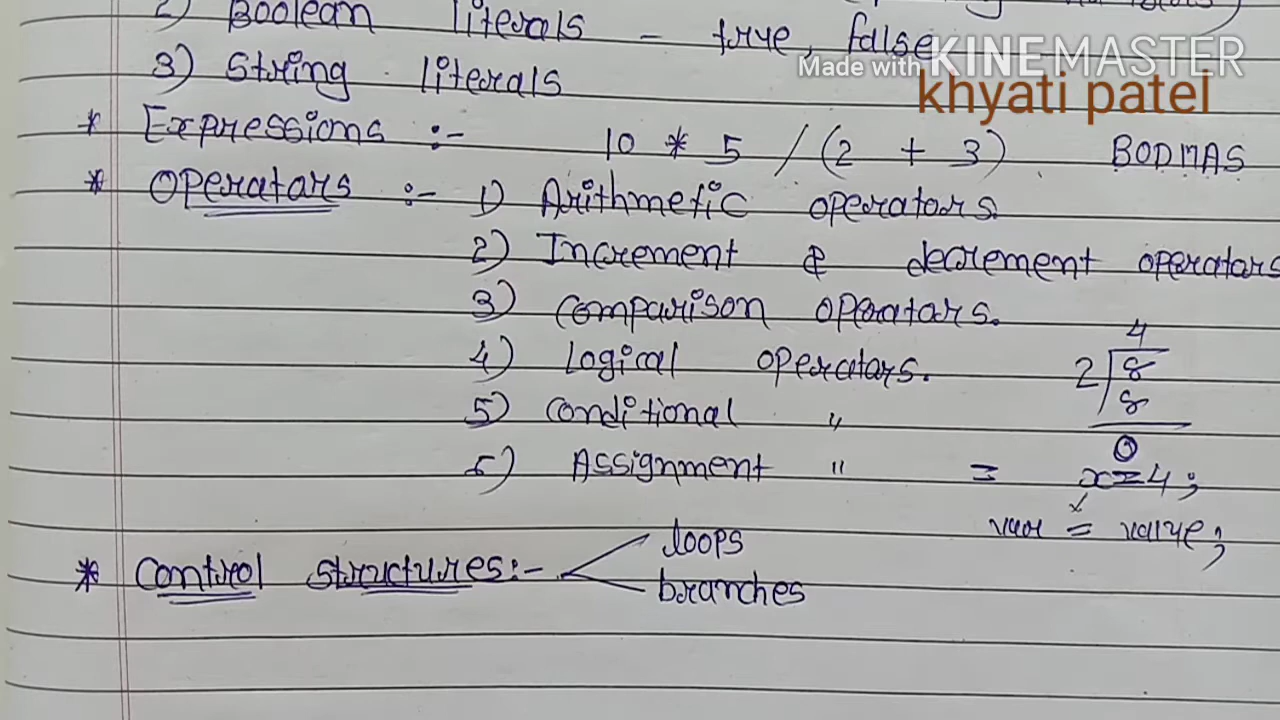 2) Boolean literals - true, false
Made with KINEMASTER
3) String literals
khyati patel
* Expressions :- 10 * 5 / (2 + 3) BODMAS
* Operators :- 1) Arithmetic operators.
2) Increment & decrement operators
3) comparison operators.
4) Logical operators.
4
2 8
8
0
5) conditional "
6) Assignment " = x=4;
var = value;
* Control structures:- loops
branches